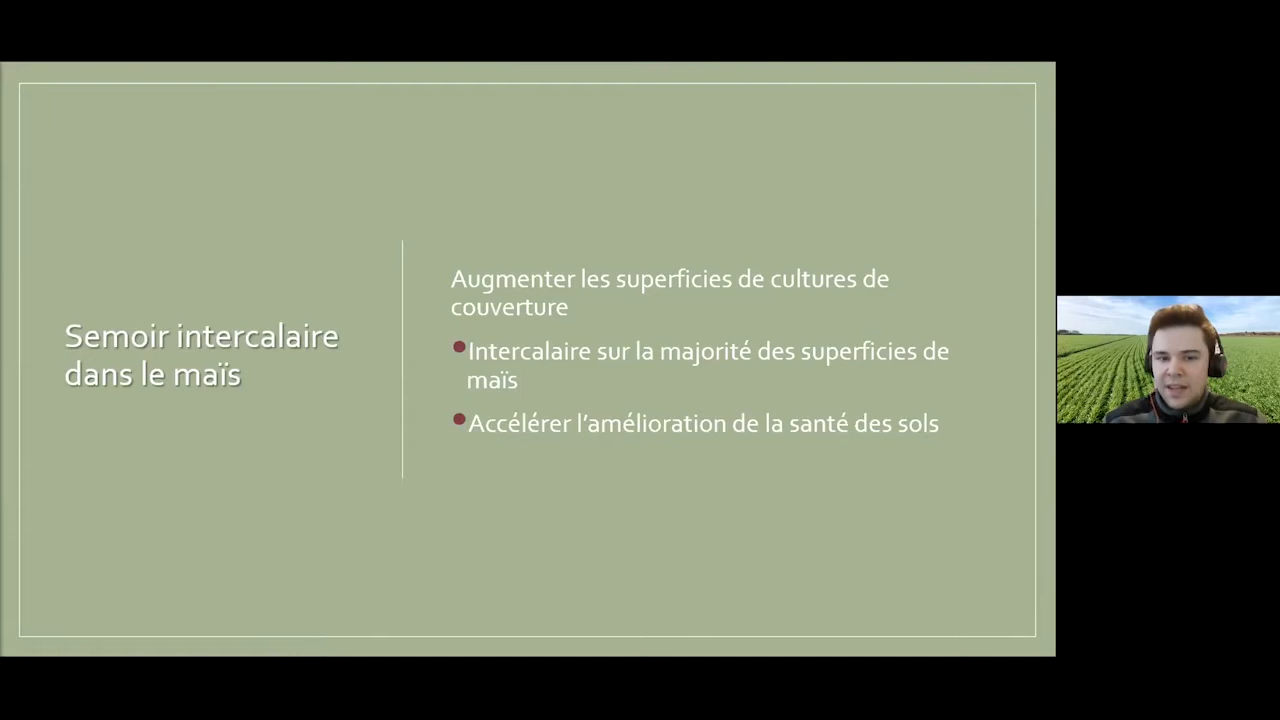 Semoir intercalaire
dans le maïs
Augmenter les superficies de cultures de
couverture
•Intercalaire sur la majorité des superficies de
maïs
•Accélérer l’amélioration de la santé des sols